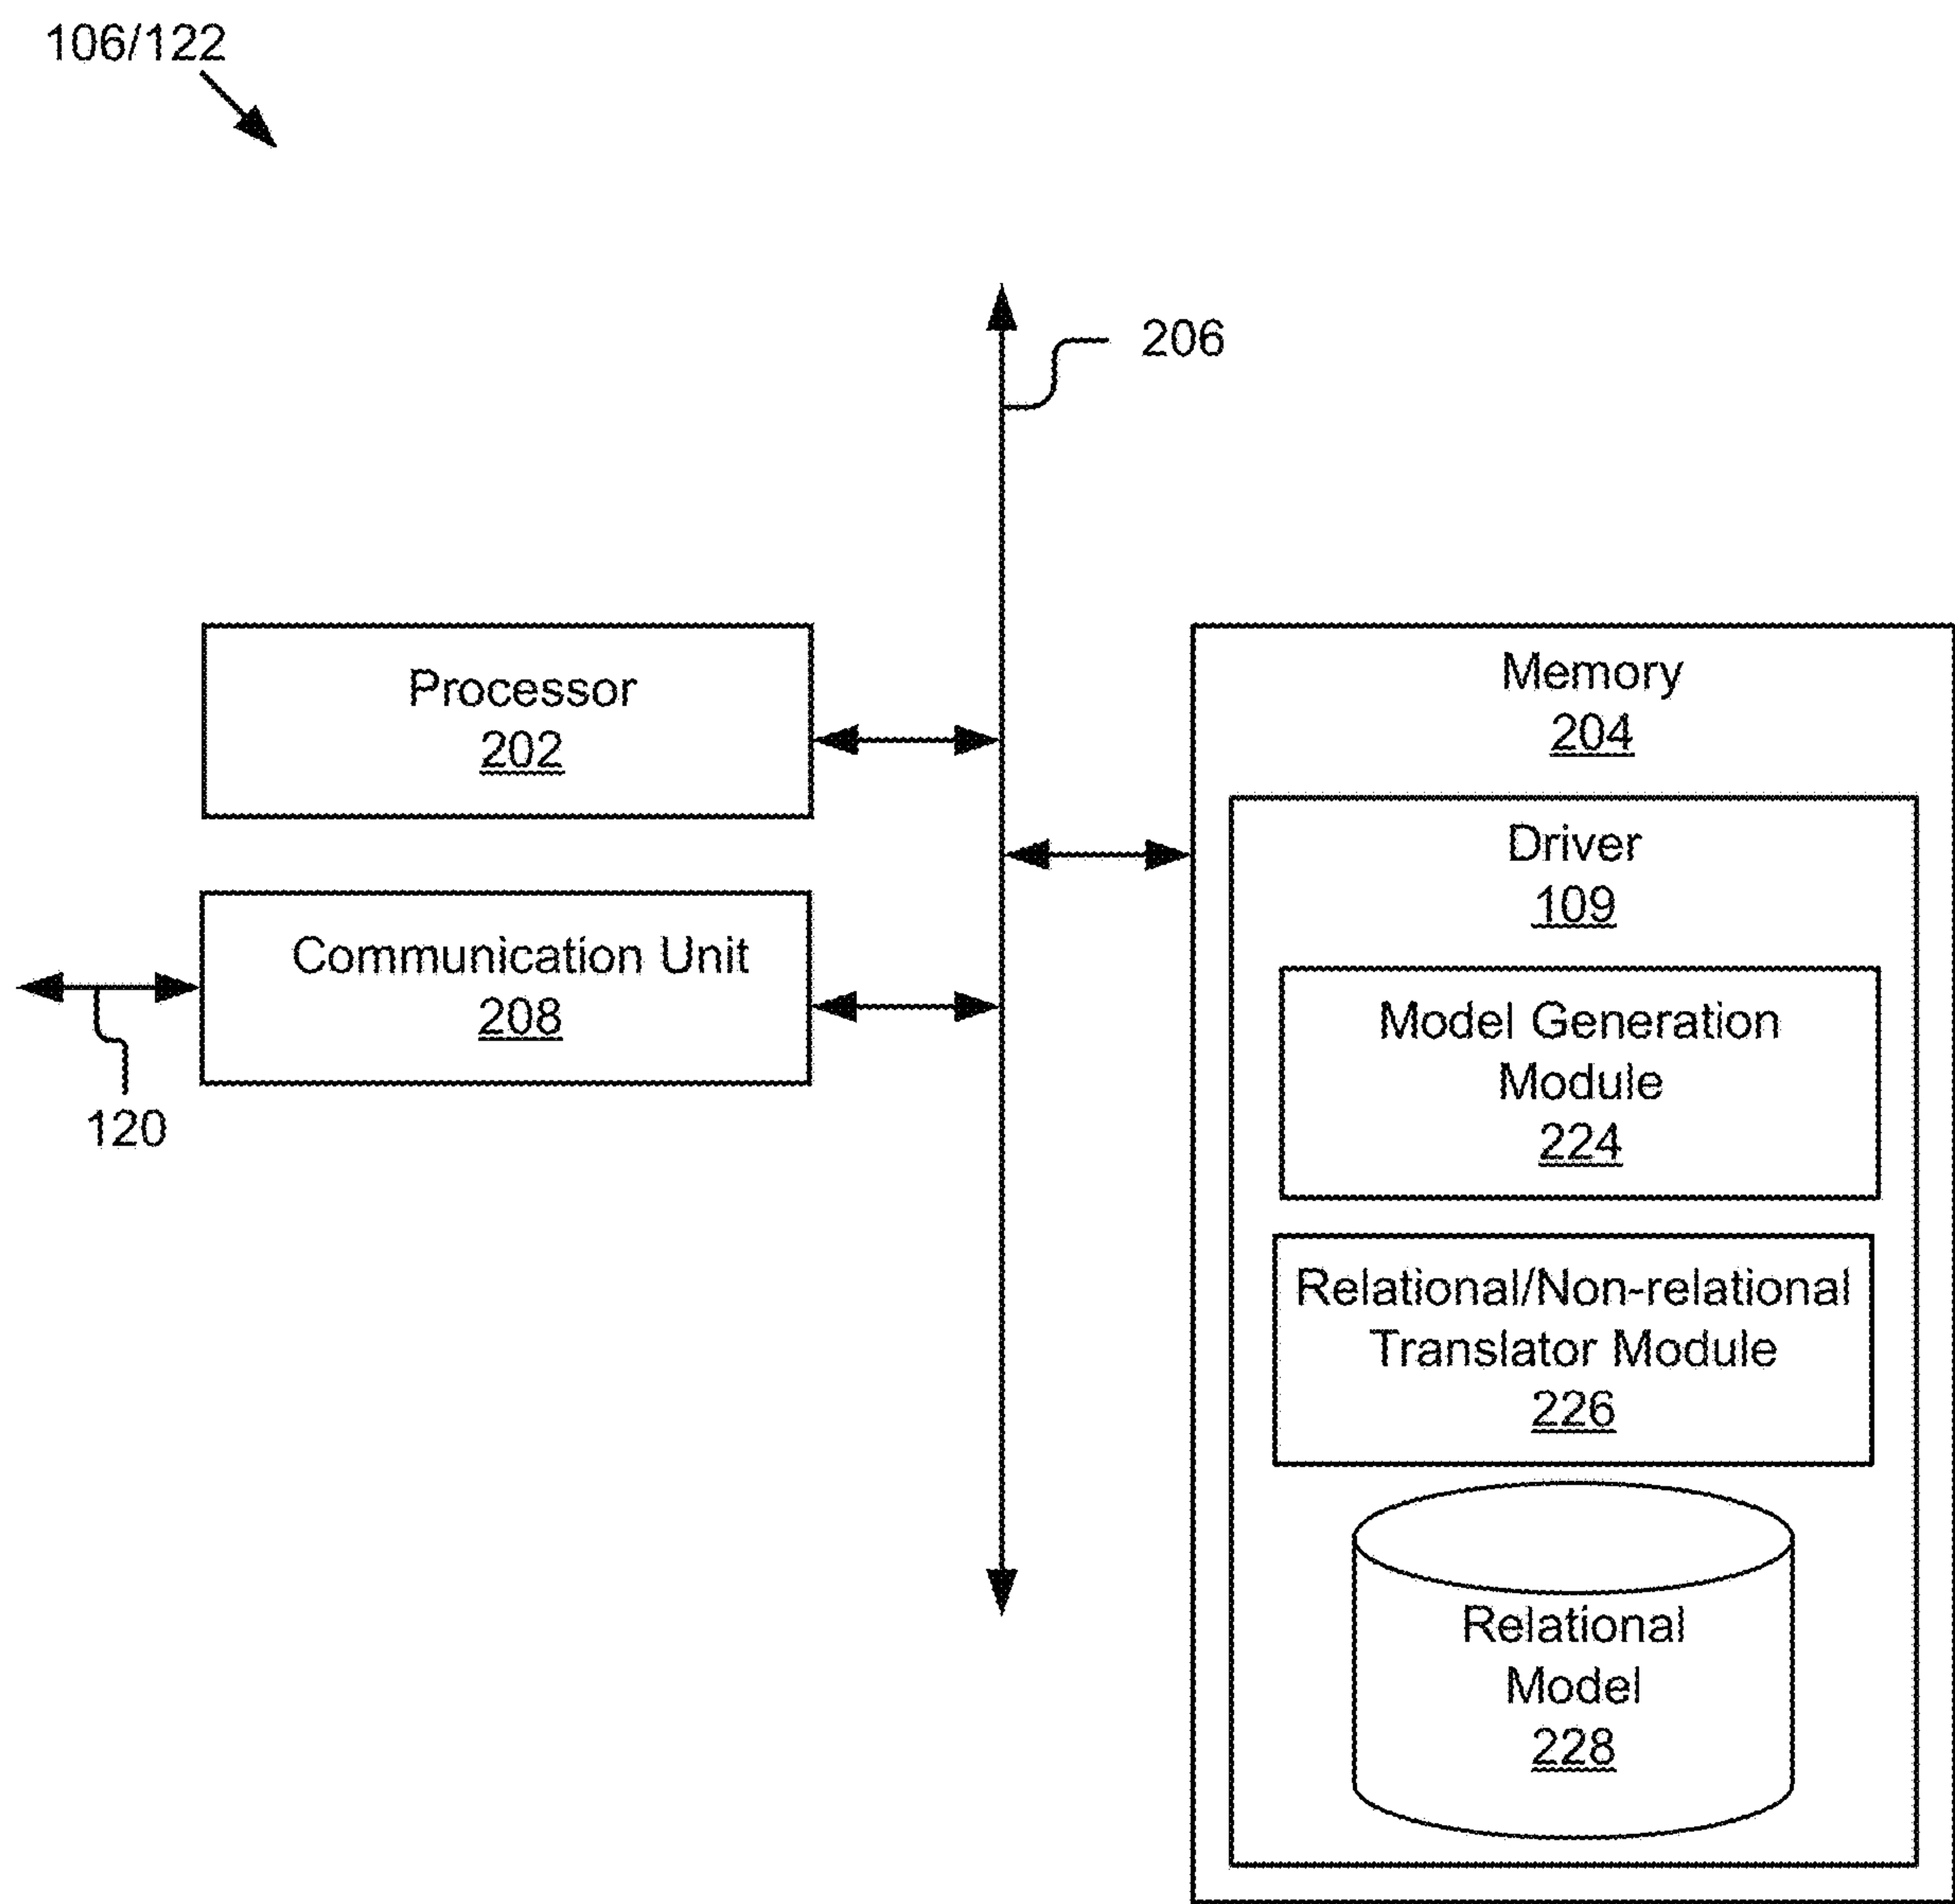 106/122
206
Processor
202
Communication Unit
208
120
Memory
204
Driver
109
Model Generation
Module
224
Relational/Non-relational
Translator Module
226
Relational
Model
228